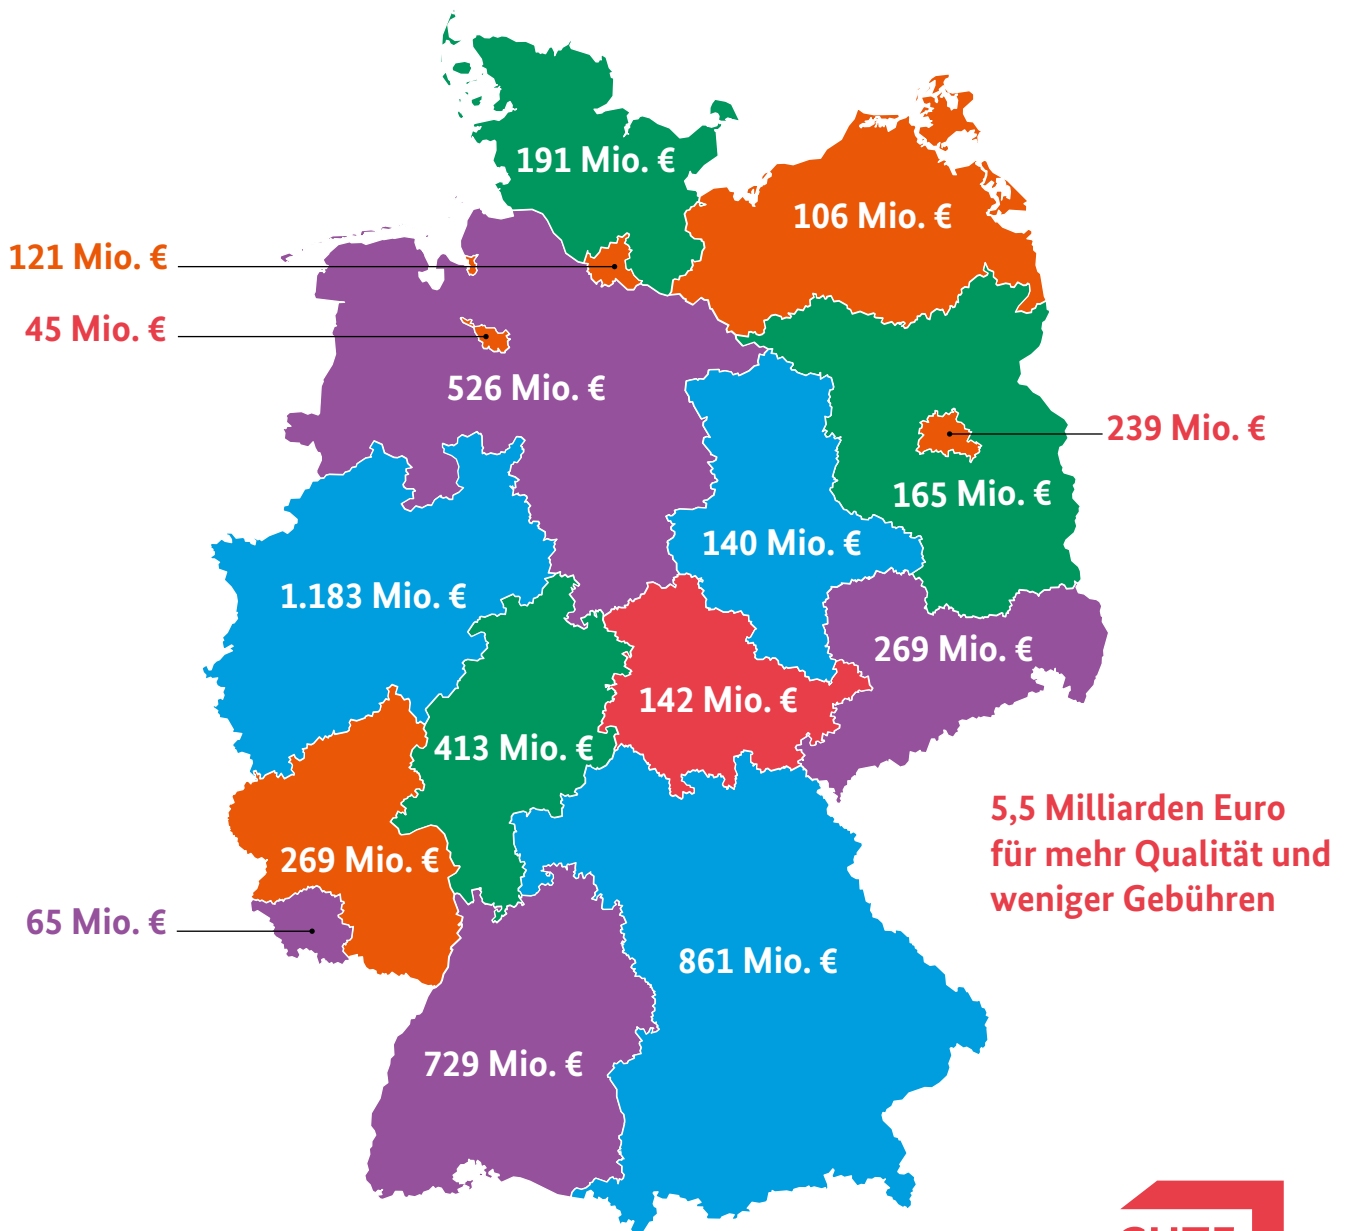 191 Mio. €
106 Mio. €
121 Mio. €
45 Mio. €
526 Mio. €
239 Mio. €
165 Mio. €
140 Mio. €
1.183 Mio. €
269 Mio. €
142 Mio. €
413 Mio. €
5,5 Milliarden Euro
für mehr Qualität und
weniger Gebühren
269 Mio. €
65 Mio. €
861 Mio. €
729 Mio. €